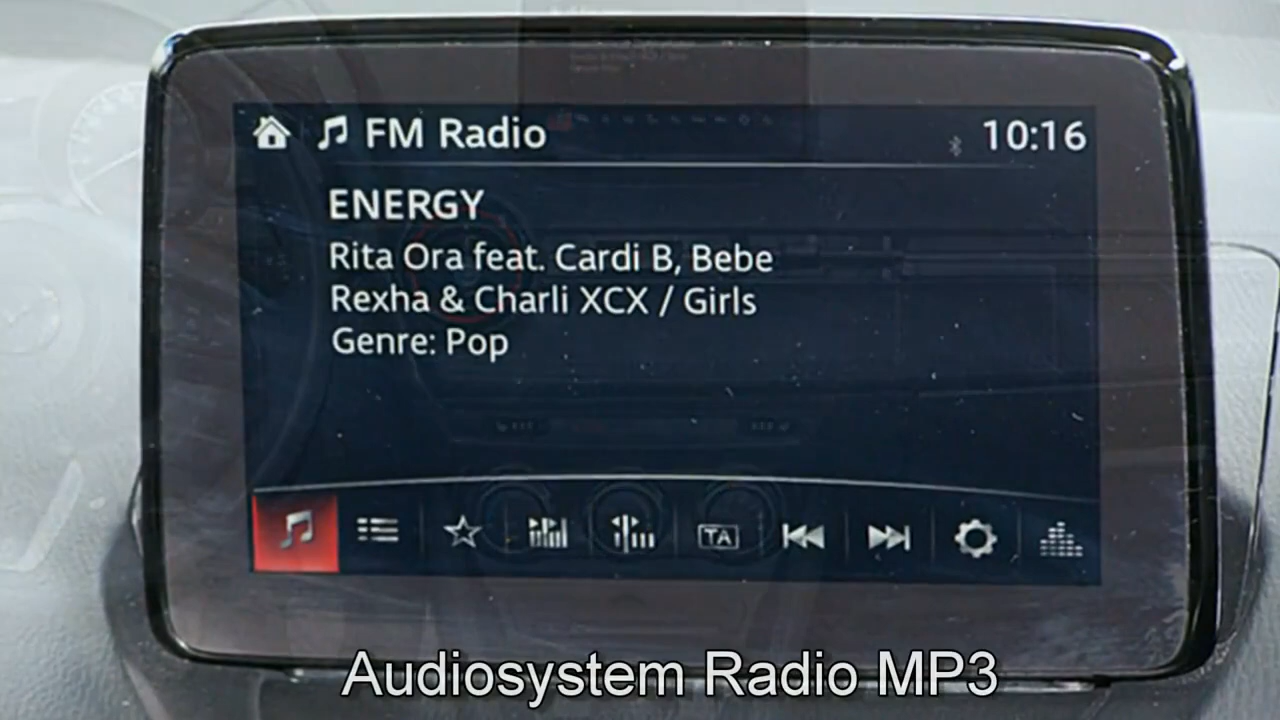 FM Radio
10:16
ENERGY
Rita Ora feat. Cardi B, Bebe
Rexha & Charli XCX / Girls
Genre: Pop
TA
Audiosystem Radio MP3